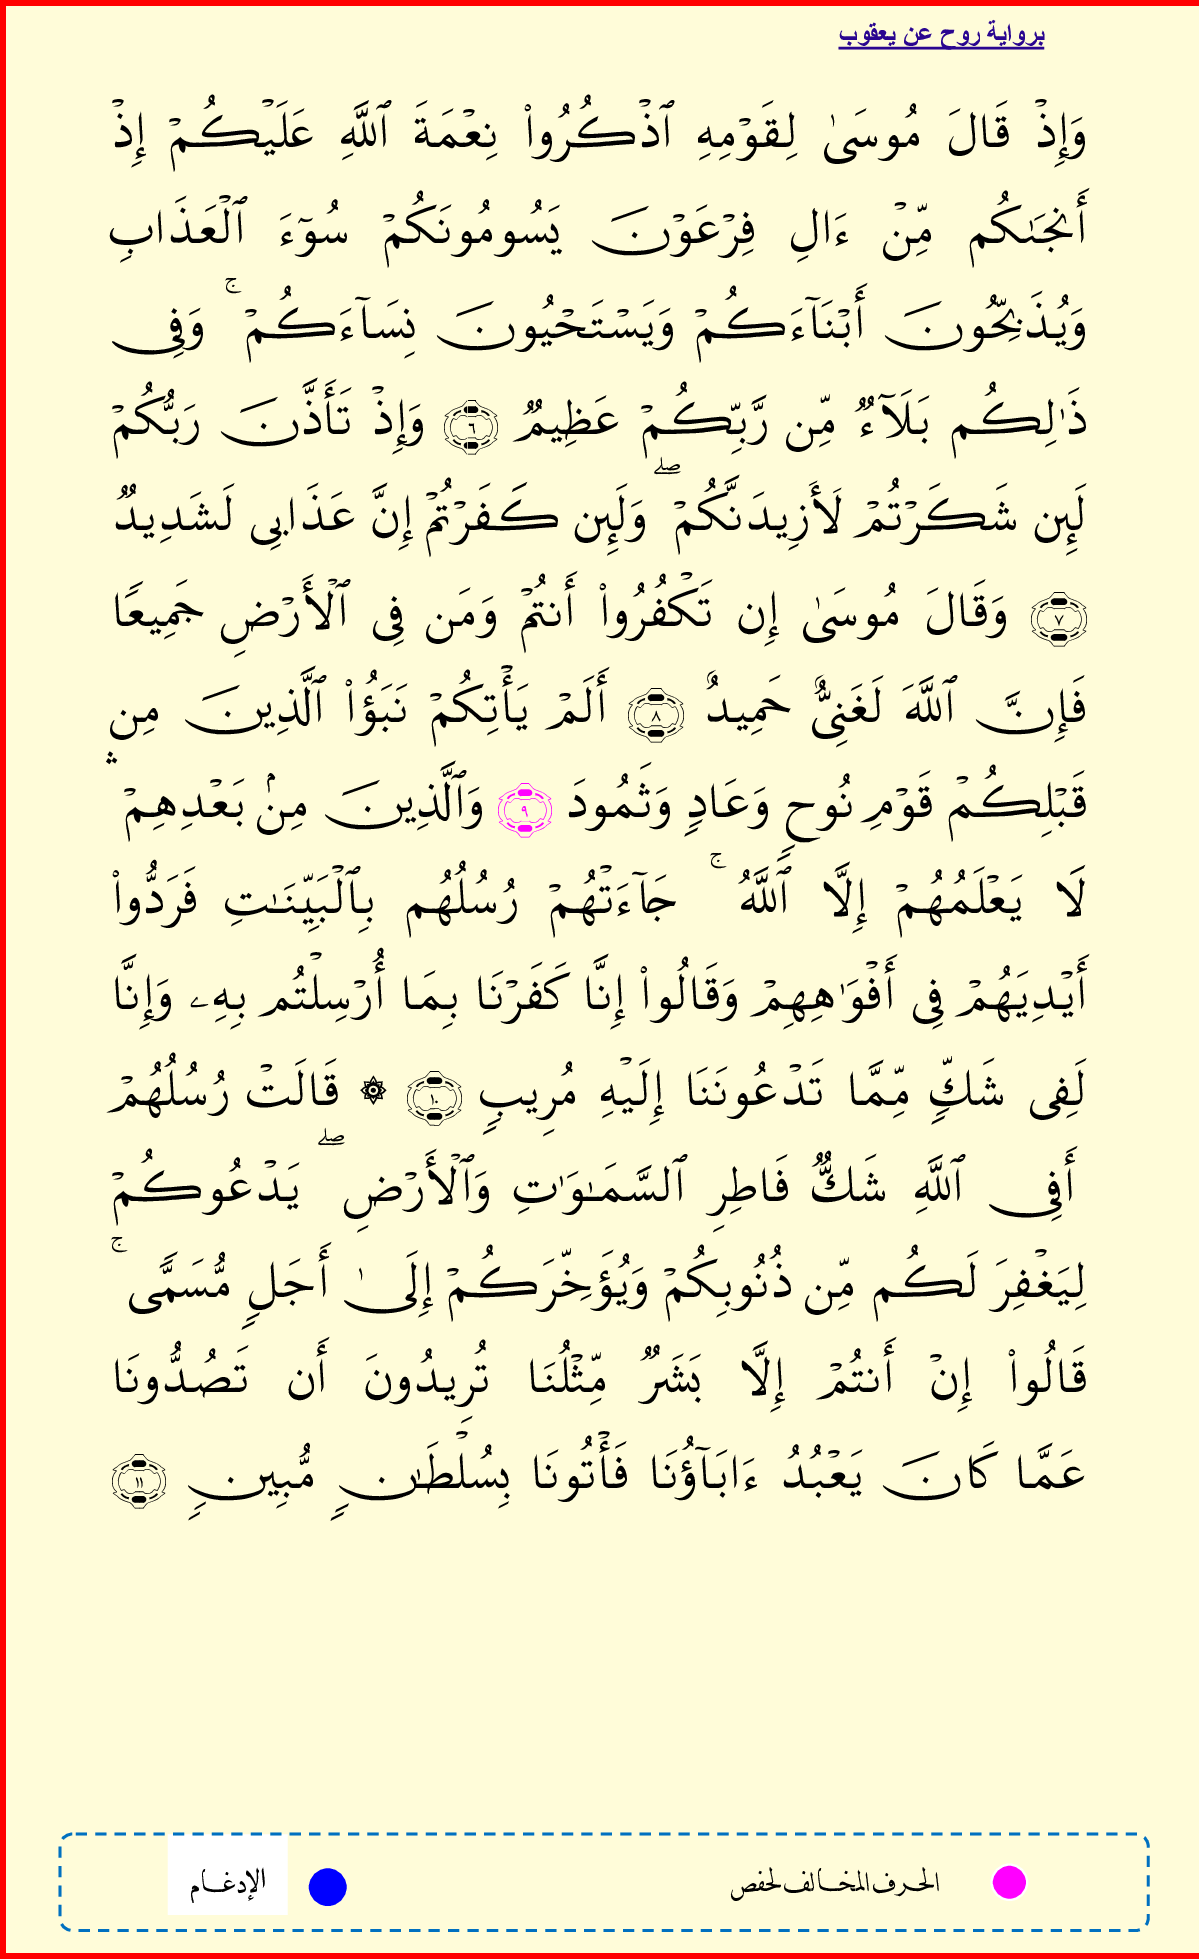 برواية روح عن يعقوب
وَإِذۡ قَالَ مُوسَىٰ لِقَوۡمِهِ ٱذۡكُرُواْ نِعۡمَةَ ٱللَّهِ عَلَيۡكُمۡ إِذۡ
أَنجَىٰكُم مِّنۡ ءَالِ فِرۡعَوۡنَ يَسُومُونَكُمۡ سُوٓءَ ٱلۡعَذَابِ
وَيُذَبِّحُونَ أَبۡنَآءَكُمۡ وَيَسۡتَحۡيُونَ نِسَآءَكُمۡۚ وَفِي
ذَٰلِكُم بَلَآءٞ مِّن رَّبِّكُمۡ عَظِيمٞ ٦ وَإِذۡ تَأَذَّنَ رَبُّكُمۡ
لَئِن شَكَرۡتُمۡ لَأَزِيدَنَّكُمۡۖ وَلَئِن كَفَرۡتُمۡ إِنَّ عَذَابِي لَشَدِيدٞ
٧ وَقَالَ مُوسَىٰ إِن تَكۡفُرُواْ أَنتُمۡ وَمَن فِي ٱلۡأَرۡضِ جَمِيعٗا
فَإِنَّ ٱللَّهَ لَغَنِيٌّ حَمِيدٌ ٨ أَلَمۡ يَأۡتِكُمۡ نَبَؤُاْ ٱلَّذِينَ مِن
قَبۡلِكُمۡ قَوۡمِ نُوحٖ وَعَادٖ وَثَمُودَ ٩ وَٱلَّذِينَ مِنۢ بَعۡدِهِمۡۛ
لَا يَعۡلَمُهُمۡ إِلَّا ٱللَّهُۚ جَآءَتۡهُمۡ رُسُلُهُم بِٱلۡبَيِّنَٰتِ فَرَدُّواْ
أَيۡدِيَهُمۡ فِي أَفۡوَٰهِهِمۡ وَقَالُواْ إِنَّا كَفَرۡنَا بِمَا أُرۡسِلۡتُم بِهِۦ وَإِنَّا
لَفِي شَكّٖ مِّمَّا تَدۡعُونَنَا إِلَيۡهِ مُرِيبٖ ١٠ ۞ قَالَتۡ رُسُلُهُمۡ
أَفِي ٱللَّهِ شَكّٞ فَاطِرِ ٱلسَّمَٰوَٰتِ وَٱلۡأَرۡضِۖ يَدۡعُوكُمۡ
لِيَغۡفِرَ لَكُم مِّن ذُنُوبِكُمۡ وَيُؤَخِّرَكُمۡ إِلَىٰ أَجَلٖ مُّسَمّٗىۚ
قَالُواْ إِنۡ أَنتُمۡ إِلَّا بَشَرٞ مِّثۡلُنَا تُرِيدُونَ أَن تَصُدُّونَا
عَمَّا كَانَ يَعۡبُدُ ءَابَآؤُنَا فَأۡتُونَا بِسُلۡطَٰنٖ مُّبِينٖ ١١
الحرف المخالف لحفص
الإدغام